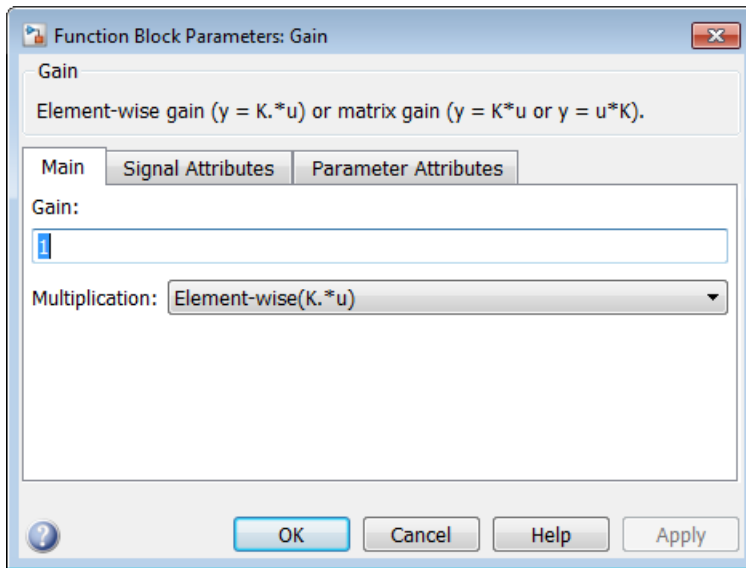 Function Block Parameters: Gain
Gain
Element-wise gain (y = K.*u) or matrix gain (y = K*u or y = u*K).
Main Signal Attributes Parameter Attributes
Gain:
1
Multiplication: Element-wise(K.*u)
OK Cancel Help Apply